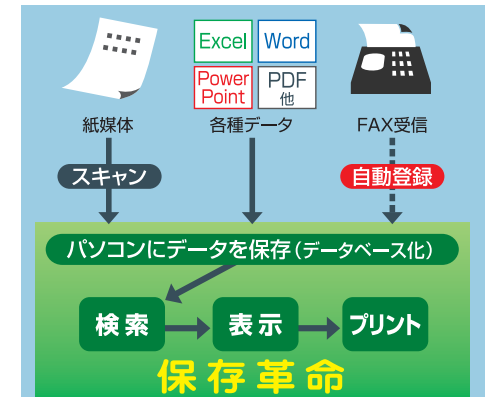 Excel Word
Power Point PDF 他
紙媒体 各種データ FAX受信
スキャン 自動登録
パソコンにデータを保存(データベース化)
検索 表示 プリント
保存革命